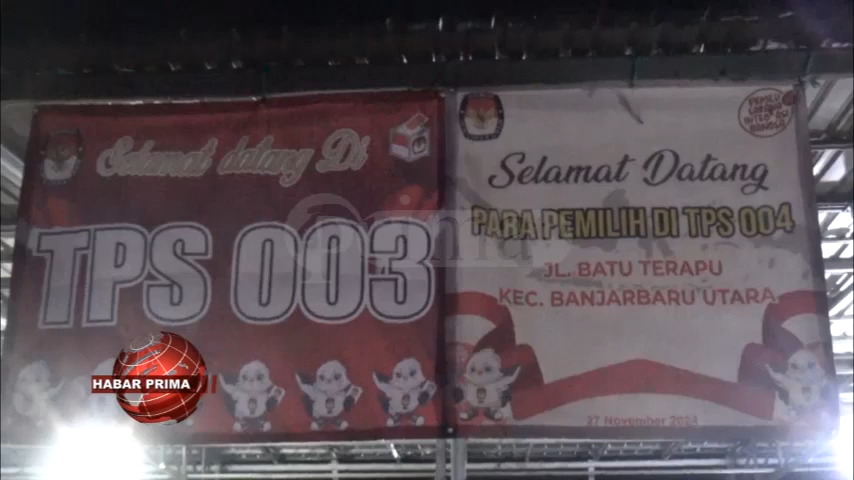 Selamat datang Di
TPS 003
Selamat Datang
PARA PEMILIH DI TPS 004
JL. BATU TERAPU
KEC. BANJARBARU UTARA
27 November 2024
HABAR PRIMA
Prima